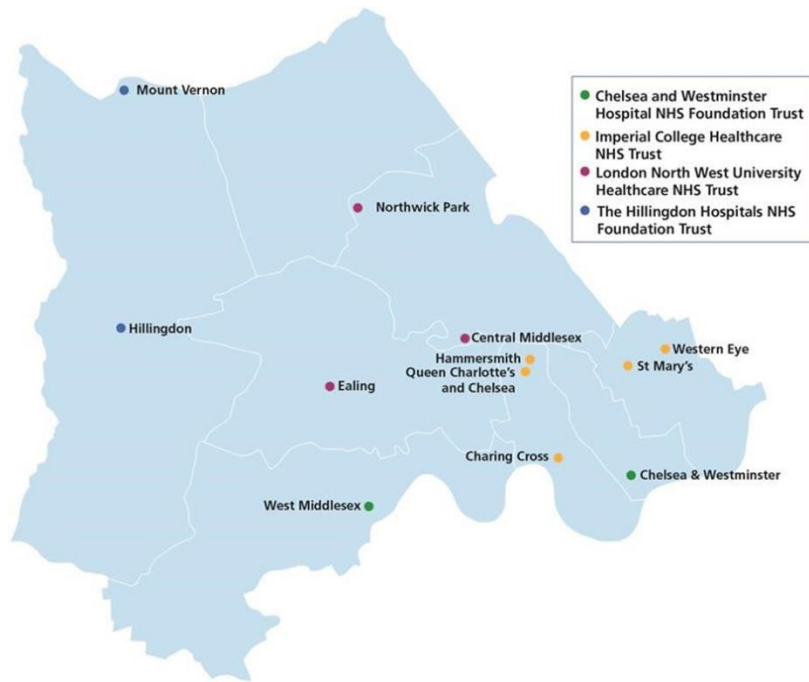 Mount Vernon
Chelsea and Westminster
Hospital NHS Foundation Trust
Imperial College Healthcare
NHS Trust
London North West University
Healthcare NHS Trust
The Hillingdon Hospitals NHS
Foundation Trust
Northwick Park
Hillingdon
Central Middlesex
Hammersmith
Queen Charlotte's
and Chelsea
Western Eye
St Mary's
Ealing
Charing Cross
Chelsea & Westminster
West Middlesex